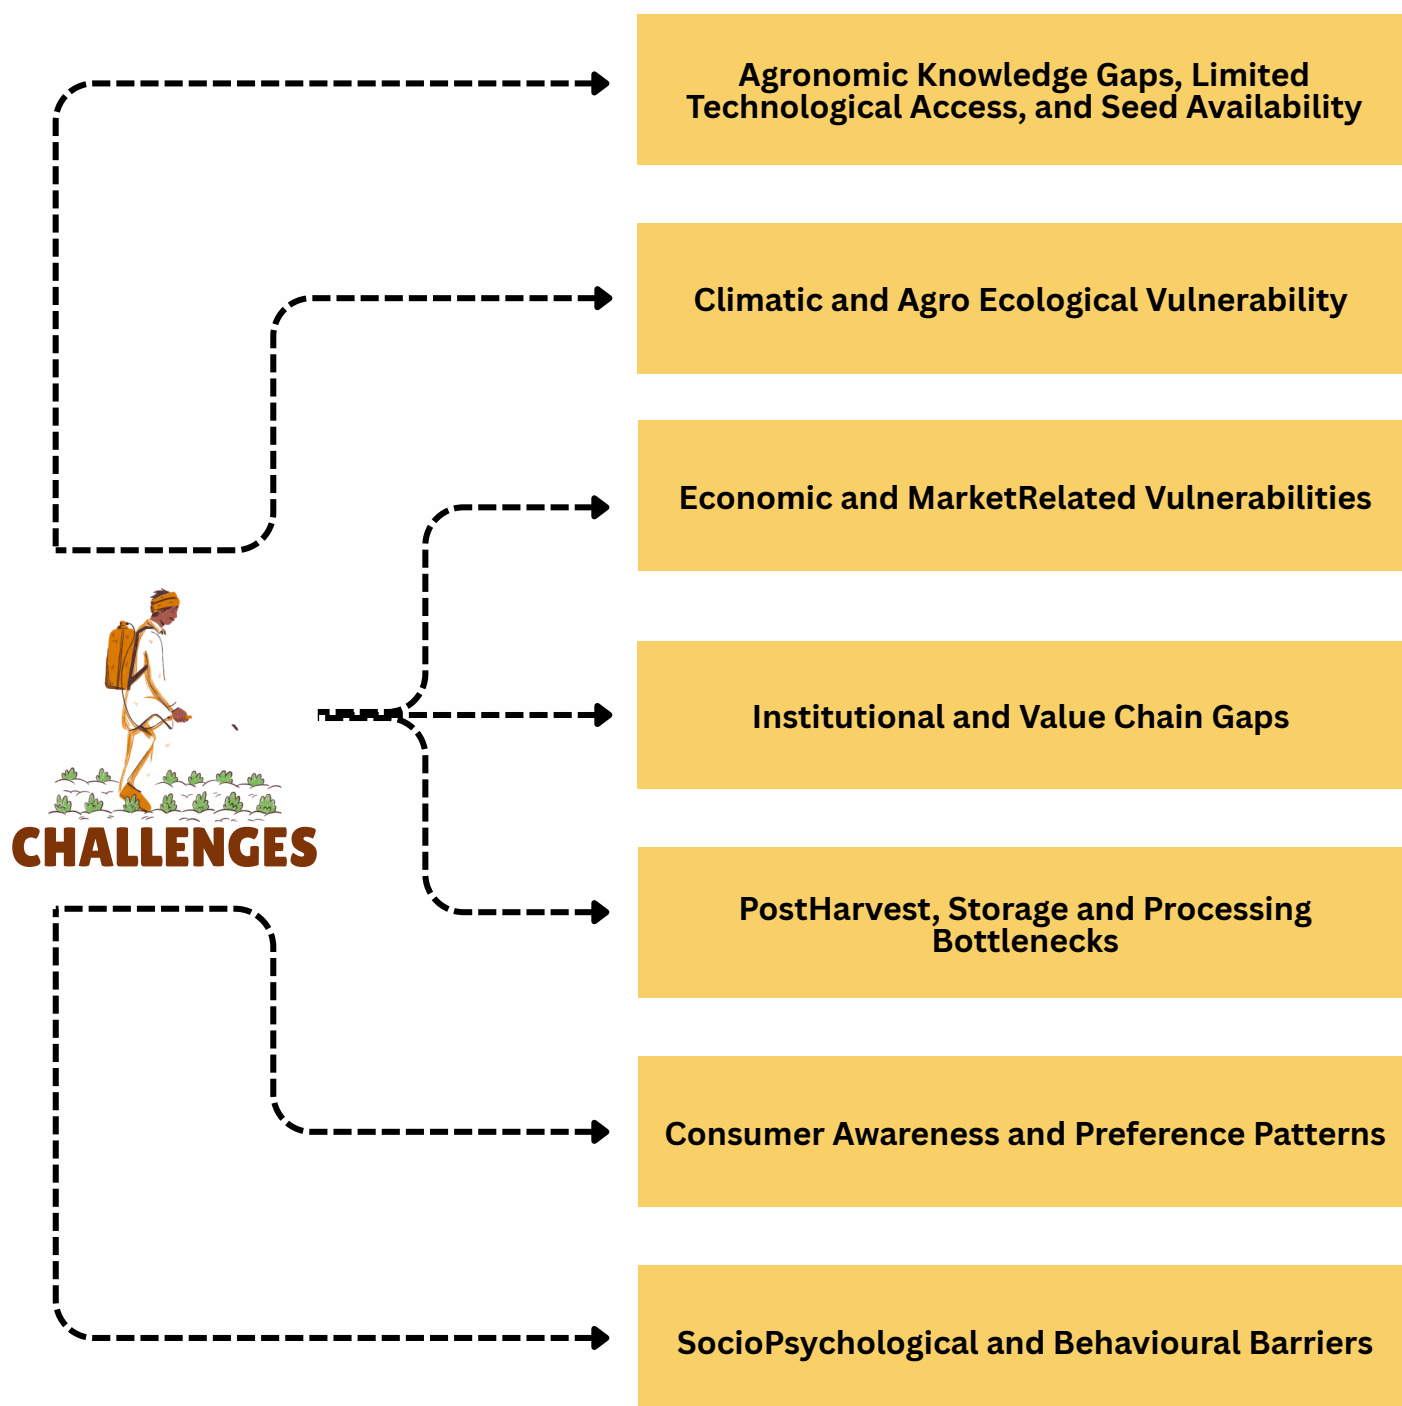 Agronomic Knowledge Gaps, Limited
Technological Access, and Seed Availability
Climatic and Agro Ecological Vulnerability
Economic and MarketRelated Vulnerabilities
Institutional and Value Chain Gaps
CHALLENGES
PostHarvest, Storage and Processing
Bottlenecks
Consumer Awareness and Preference Patterns
SocioPsychological and Behavioural Barriers